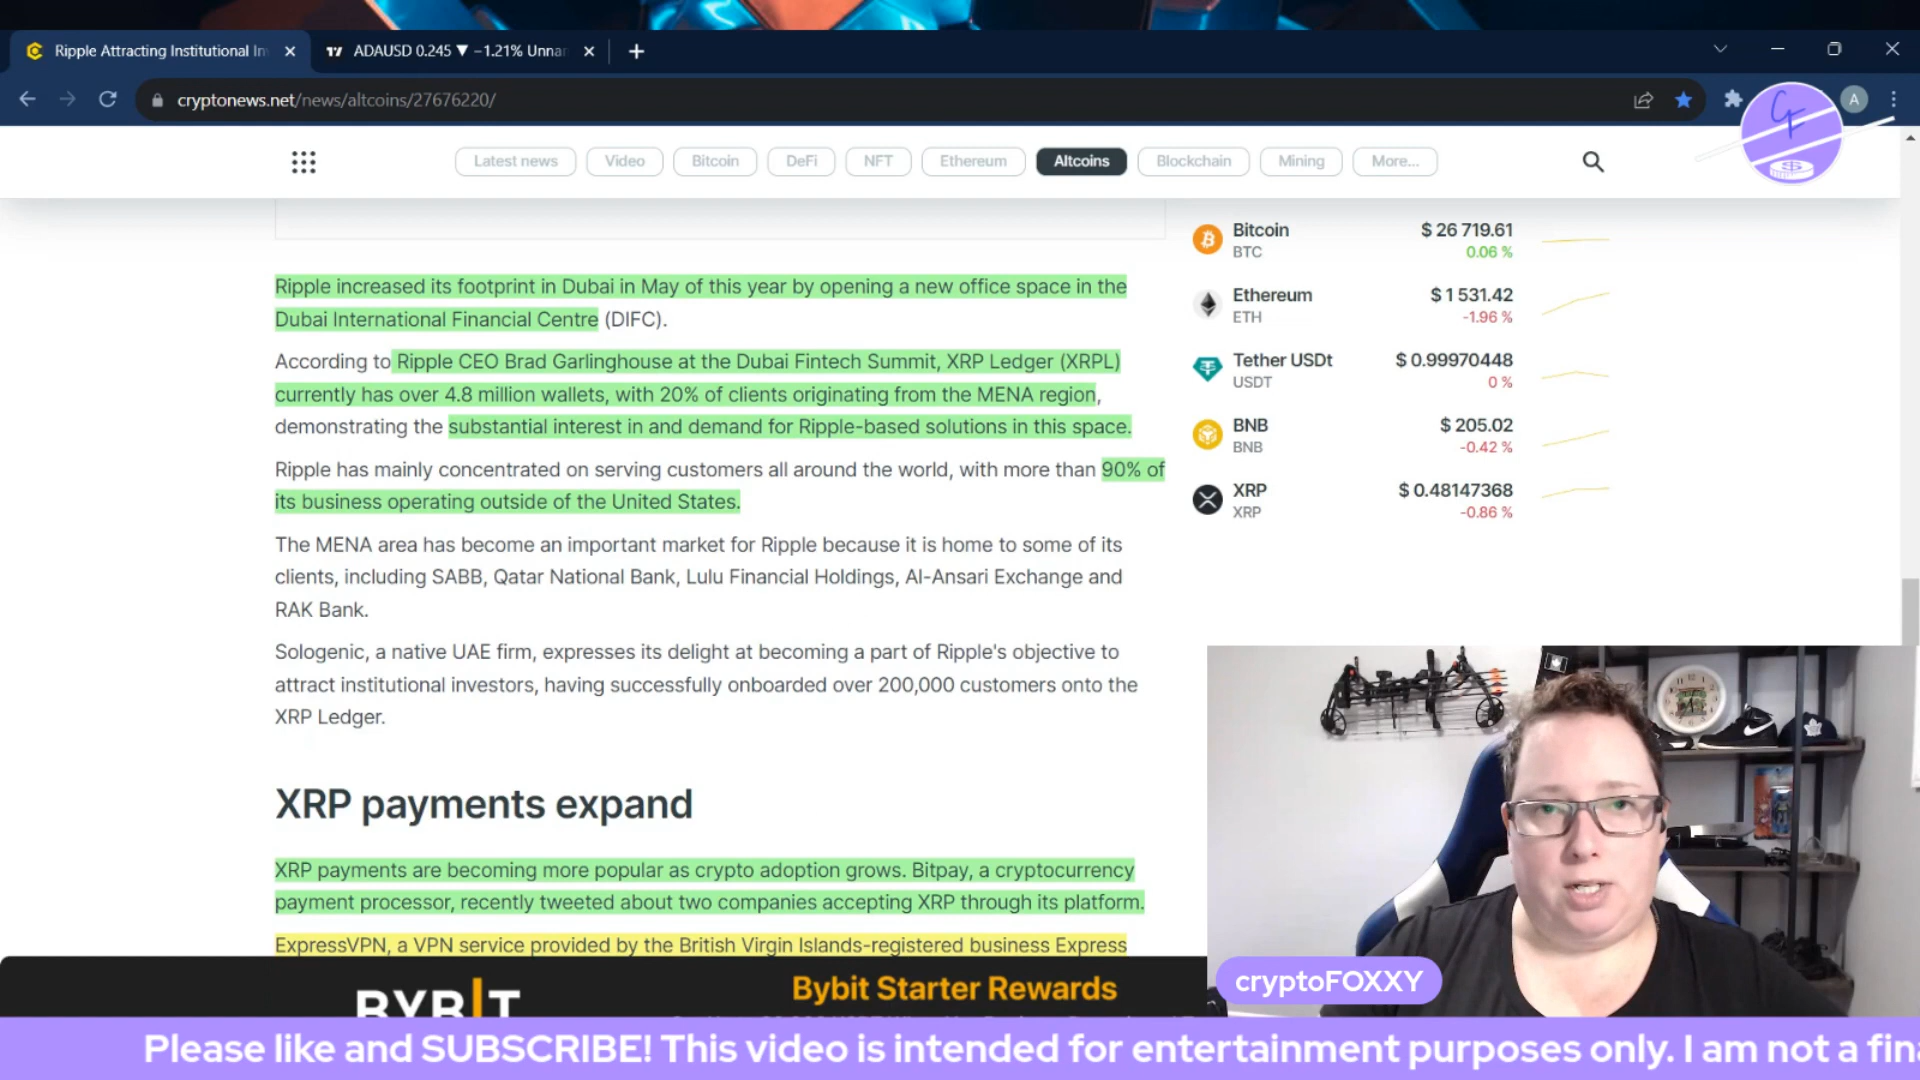 Ripple Attracting Institutional In
ADAUSD 0.245 ▼ −1.21% Unnan
cryptonews.net/news/altcoins/27676220/
A
CF
Latest news
Video
Bitcoin
DeFi
NFT
Ethereum
Altcoins
Blockchain
Mining
More...
Ripple increased its footprint in Dubai in May of this year by opening a new office space in the
Dubai International Financial Centre (DIFC).
According to Ripple CEO Brad Garlinghouse at the Dubai Fintech Summit, XRP Ledger (XRPL)
currently has over 4.8 million wallets, with 20% of clients originating from the MENA region,
demonstrating the substantial interest in and demand for Ripple-based solutions in this space.
Ripple has mainly concentrated on serving customers all around the world, with more than 90% of
its business operating outside of the United States.
The MENA area has become an important market for Ripple because it is home to some of its
clients, including SABB, Qatar National Bank, Lulu Financial Holdings, Al-Ansari Exchange and
RAK Bank.
Sologenic, a native UAE firm, expresses its delight at becoming a part of Ripple's objective to
attract institutional investors, having successfully onboarded over 200,000 customers onto the
XRP Ledger.
XRP payments expand
XRP payments are becoming more popular as crypto adoption grows. Bitpay, a cryptocurrency
payment processor, recently tweeted about two companies accepting XRP through its platform.
ExpressVPN, a VPN service provided by the British Virgin Islands-registered business Express
Bitcoin $ 26 719.61
BTC 0.06 %
Ethereum $ 1 531.42
ETH -1.96 %
Tether USDt $ 0.99970448
USDT 0 %
BNB $ 205.02
BNB -0.42 %
XRP $ 0.48147368
XRP -0.86 %
BYBIT
Bybit Starter Rewards
cryptoFOXXY
Please like and SUBSCRIBE! This video is intended for entertainment purposes only. I am not a fina